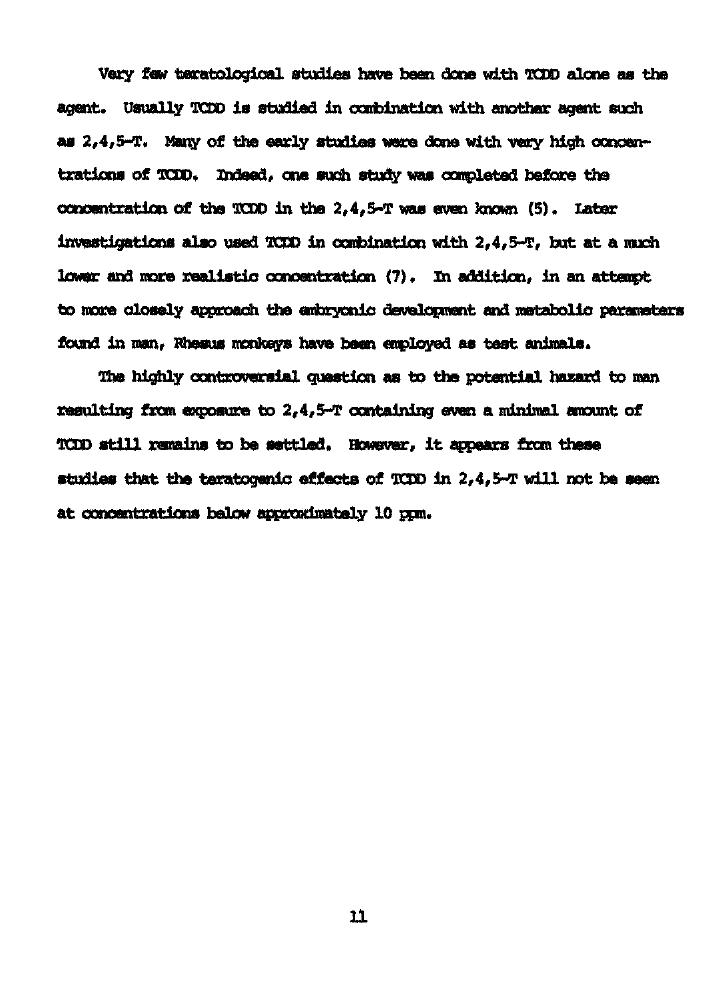 Very few teratological studies have been done with TCDD alone as the
agent. Usually TCDD is studied in combination with another agent such
as 2,4,5-T. Many of the early studies were done with very high concen-
trations of TCDD. Indeed, one such study was completed before the
concentration of the TCDD in the 2,4,5-T was even known (5). Later
investigations also used TCDD in combination with 2,4,5-T, but at a much
lower and more realistic concentration (7). In addition, in an attempt
to more closely approach the embryonic development and metabolic parameters
found in man, Rhesus monkeys have been employed as test animals.
The highly controversial question as to the potential hazard to man
resulting from exposure to 2,4,5-T containing even a minimal amount of
TCDD still remains to be settled. However, it appears from these
studies that the teratogenic effects of TCDD in 2,4,5-T will not be seen
at concentrations below approximately 10 ppm.
11